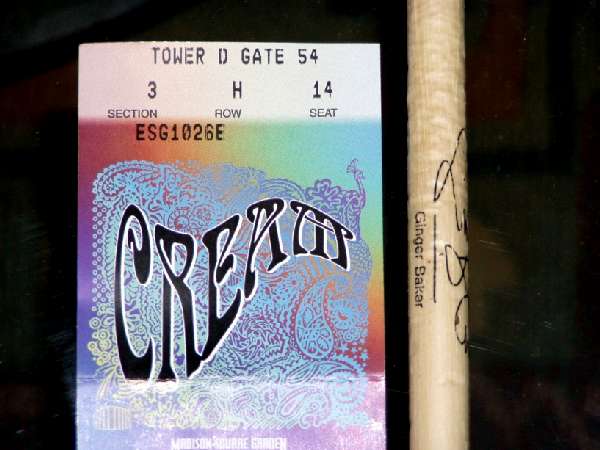 TOWER D GATE 54
3 H 14
SECTION ROW SEAT
ESG1026E
CREAM
MADISON SQUARE GARDEN
Ginger Baker